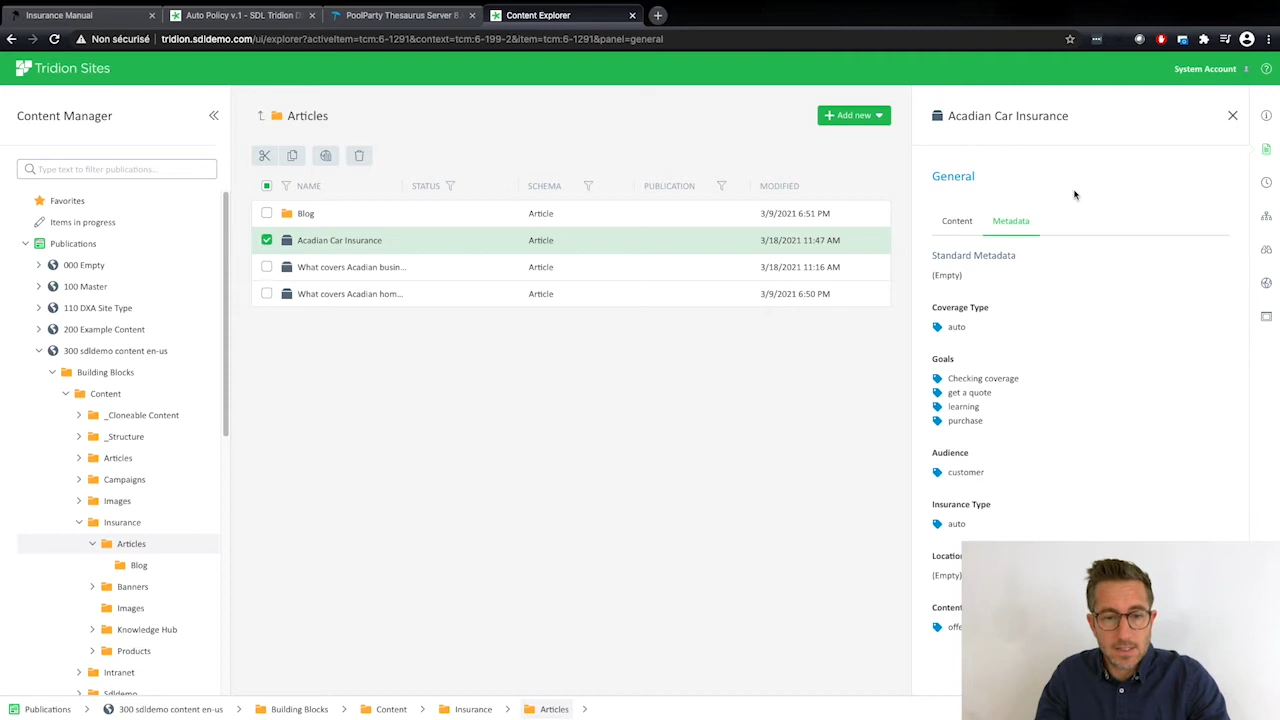 Insurance Manual
Auto Policy v.1 - SDL Tridion D
PoolParty Thesaurus Server 8.
Content Explorer
Non sécurisé
tridion.sdldemo.com/ui/explorer?activeItem=tcm:6-1291&context=tcm:6-199-2&item=tcm:6-1291&panel=general
Tridion Sites
System Account
Content Manager
Type text to filter publications...
Favorites
Items in progress
Publications
000 Empty
100 Master
110 DXA Site Type
200 Example Content
300 sdldemo content en-us
Building Blocks
Content
_Cloneable Content
_Structure
Articles
Campaigns
Images
Insurance
Articles
Blog
Banners
Images
Knowledge Hub
Products
Intranet
Sdldemo
Articles
Add new
NAME STATUS SCHEMA PUBLICATION MODIFIED
Blog Article 3/9/2021 6:51 PM
Acadian Car Insurance Article 3/18/2021 11:47 AM
What covers Acadian busin... Article 3/18/2021 11:16 AM
What covers Acadian hom... Article 3/9/2021 6:50 PM
Acadian Car Insurance
General
Content Metadata
Standard Metadata
(Empty)
Coverage Type
auto
Goals
Checking coverage
get a quote
learning
purchase
Audience
customer
Insurance Type
auto
Locatio
(Empty)
Content
offe
Publications 300 sdldemo content en-us Building Blocks Content Insurance Articles